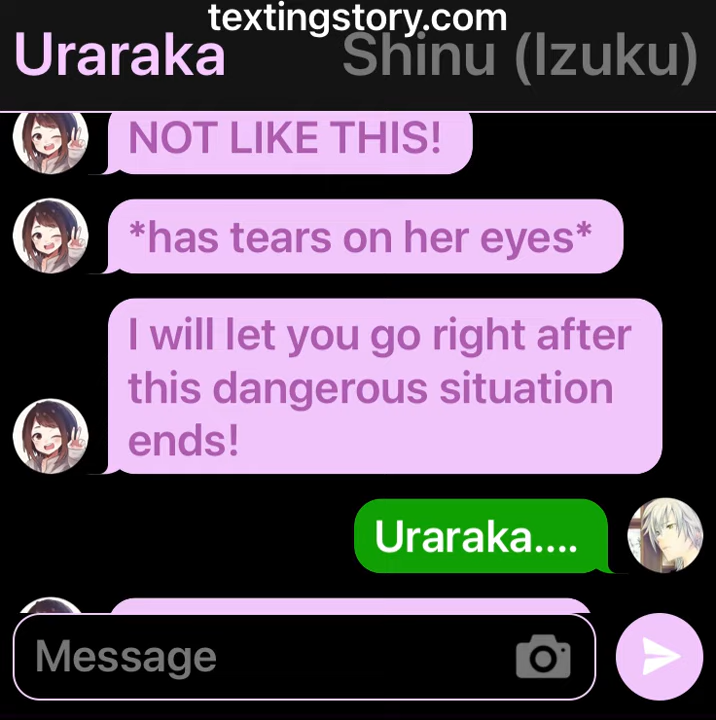 textingstory.com
Uraraka
Shinu (Izuku)
NOT LIKE THIS!
*has tears on her eyes*
I will let you go right after
this dangerous situation
ends!
Uraraka....
Message